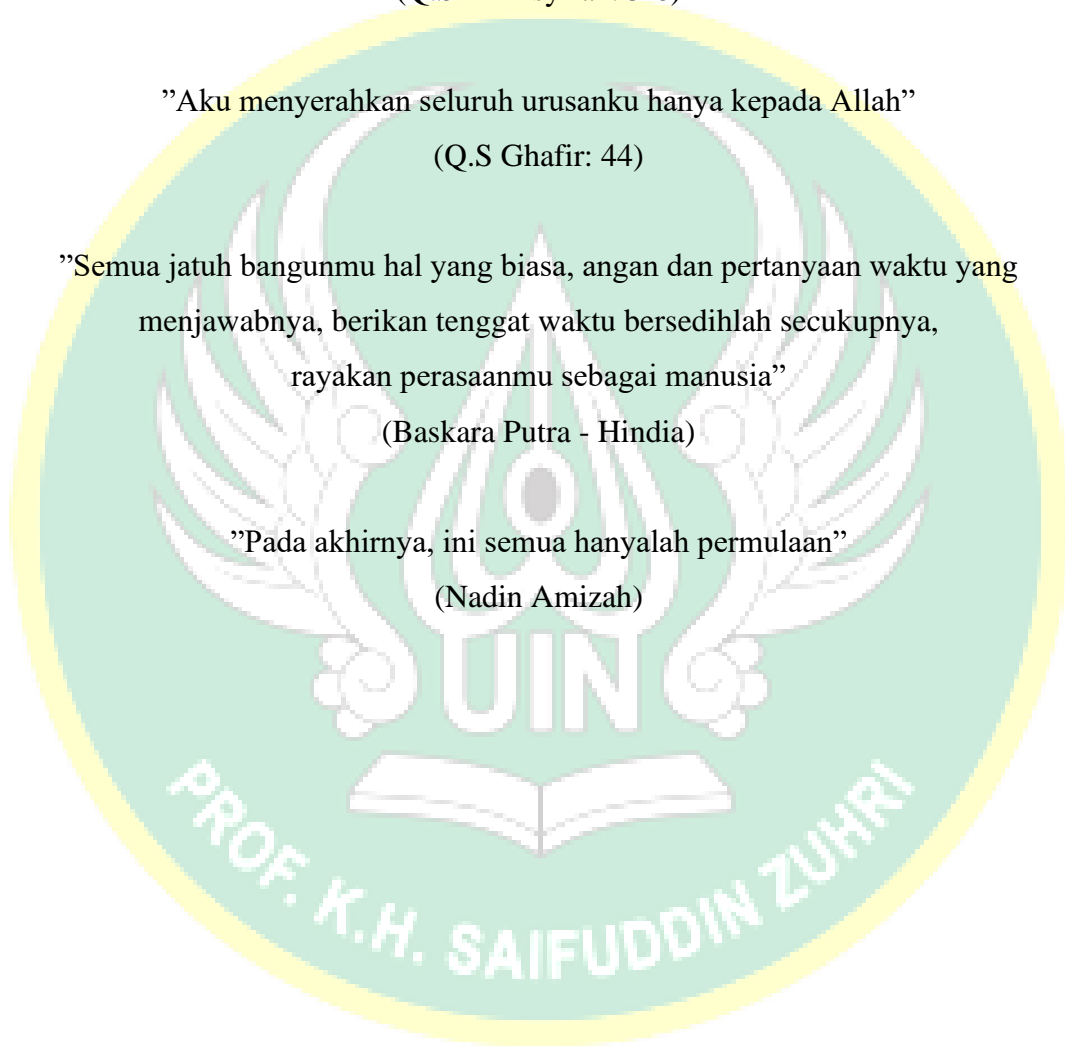 ”Aku menyerahkan seluruh urusanku hanya kepada Allah”
(Q.S Ghafir: 44)
”Semua jatuh bangunmu hal yang biasa, angan dan pertanyaan waktu yang
menjawabnya, berikan tenggat waktu bersedihlah secukupnya,
rayakan perasaanmu sebagai manusia”
(Baskara Putra - Hindia)
”Pada akhirnya, ini semua hanyalah permulaan”
(Nadin Amizah)
UIN
PROF. K.H. SAIFUDDIN ZUHRI